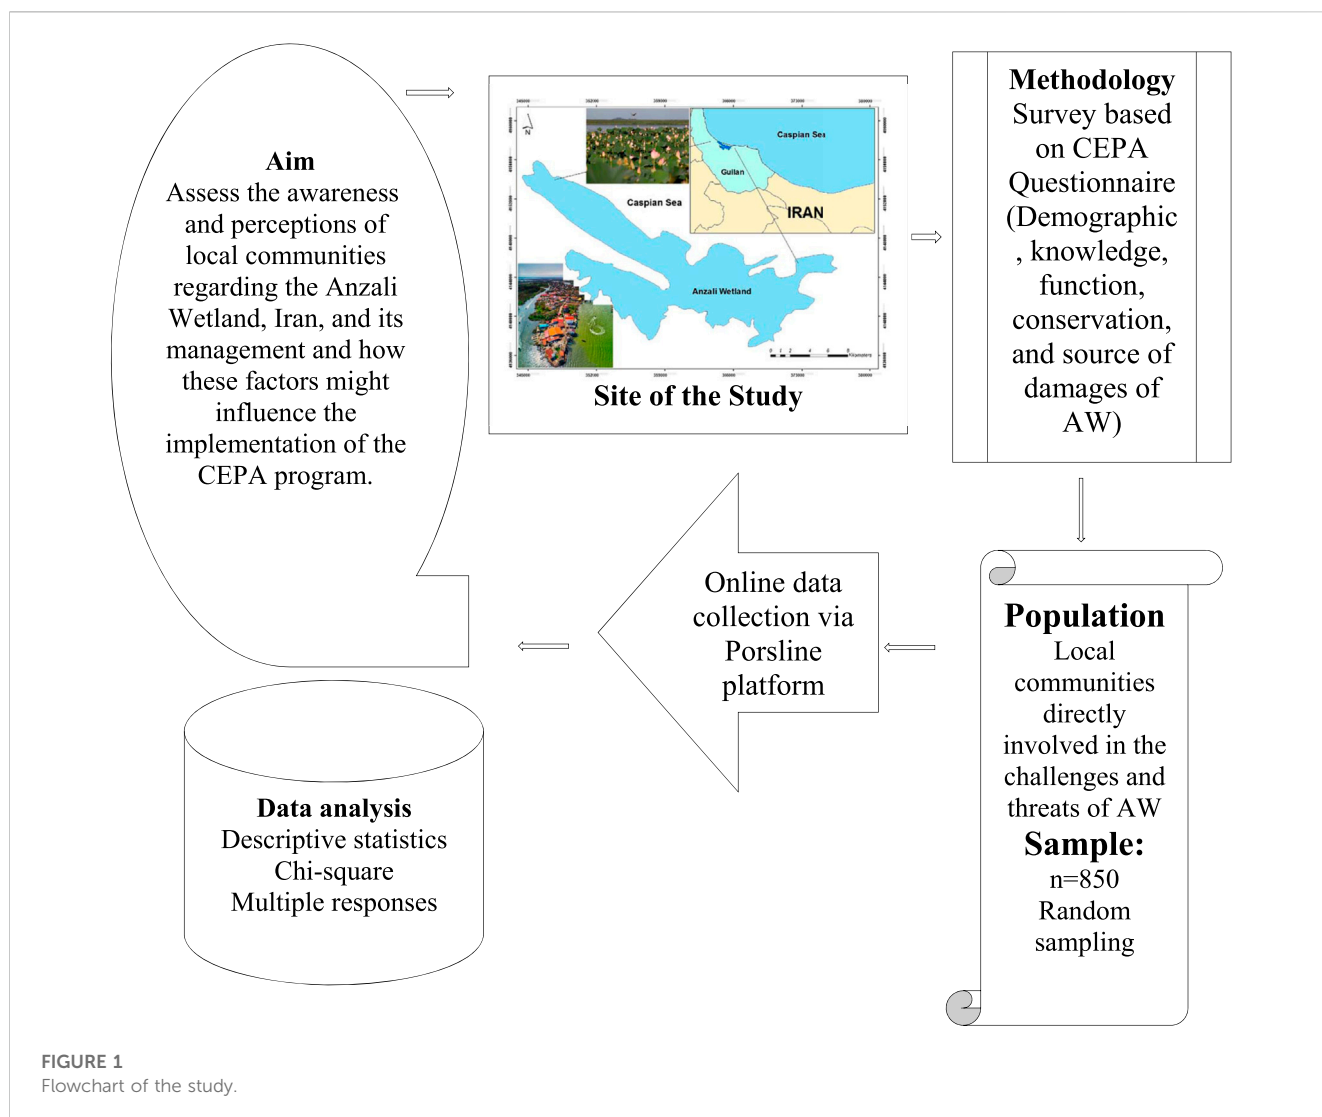 Aim
Assess the awareness
and perceptions of
local communities
regarding the Anzali
Wetland, Iran, and its
management and how
these factors might
influence the
implementation of the
CEPA program.
N
Caspian Sea
Guilan
IRAN
Caspian Sea
Anzali Wetland
Kilometers
Site of the Study
Methodology
Survey based
on CEPA
Questionnaire
(Demographic
, knowledge,
function,
conservation,
and source of
damages of
AW)
Population
Local
communities
directly
involved in the
challenges and
threats of AW
Sample:
n=850
Random
sampling
Online data
collection via
Porsline
platform
Data analysis
Descriptive statistics
Chi-square
Multiple responses
FIGURE 1
Flowchart of the study.